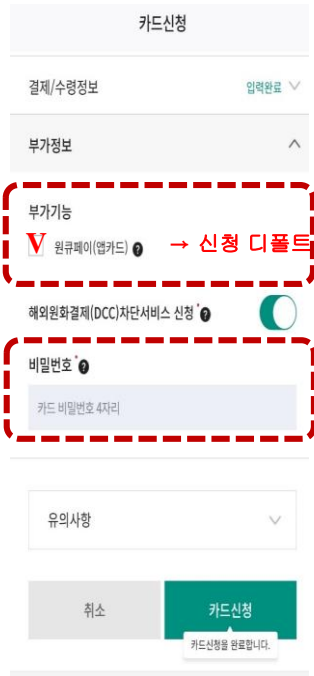 카드신청
결제/수령정보 입력완료
부가정보
부가기능
V 원큐페이(앱카드) ? → 신청 디폴트
해외원화결제(DCC)차단서비스 신청 * ?
비밀번호 * ?
카드 비밀번호 4자리
유의사항
취소 카드신청
카드신청을 완료합니다.